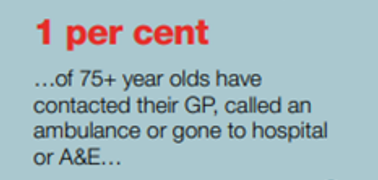 1 per cent
...of 75+ year olds have
contacted their GP, called an
ambulance or gone to hospital
or A&E...